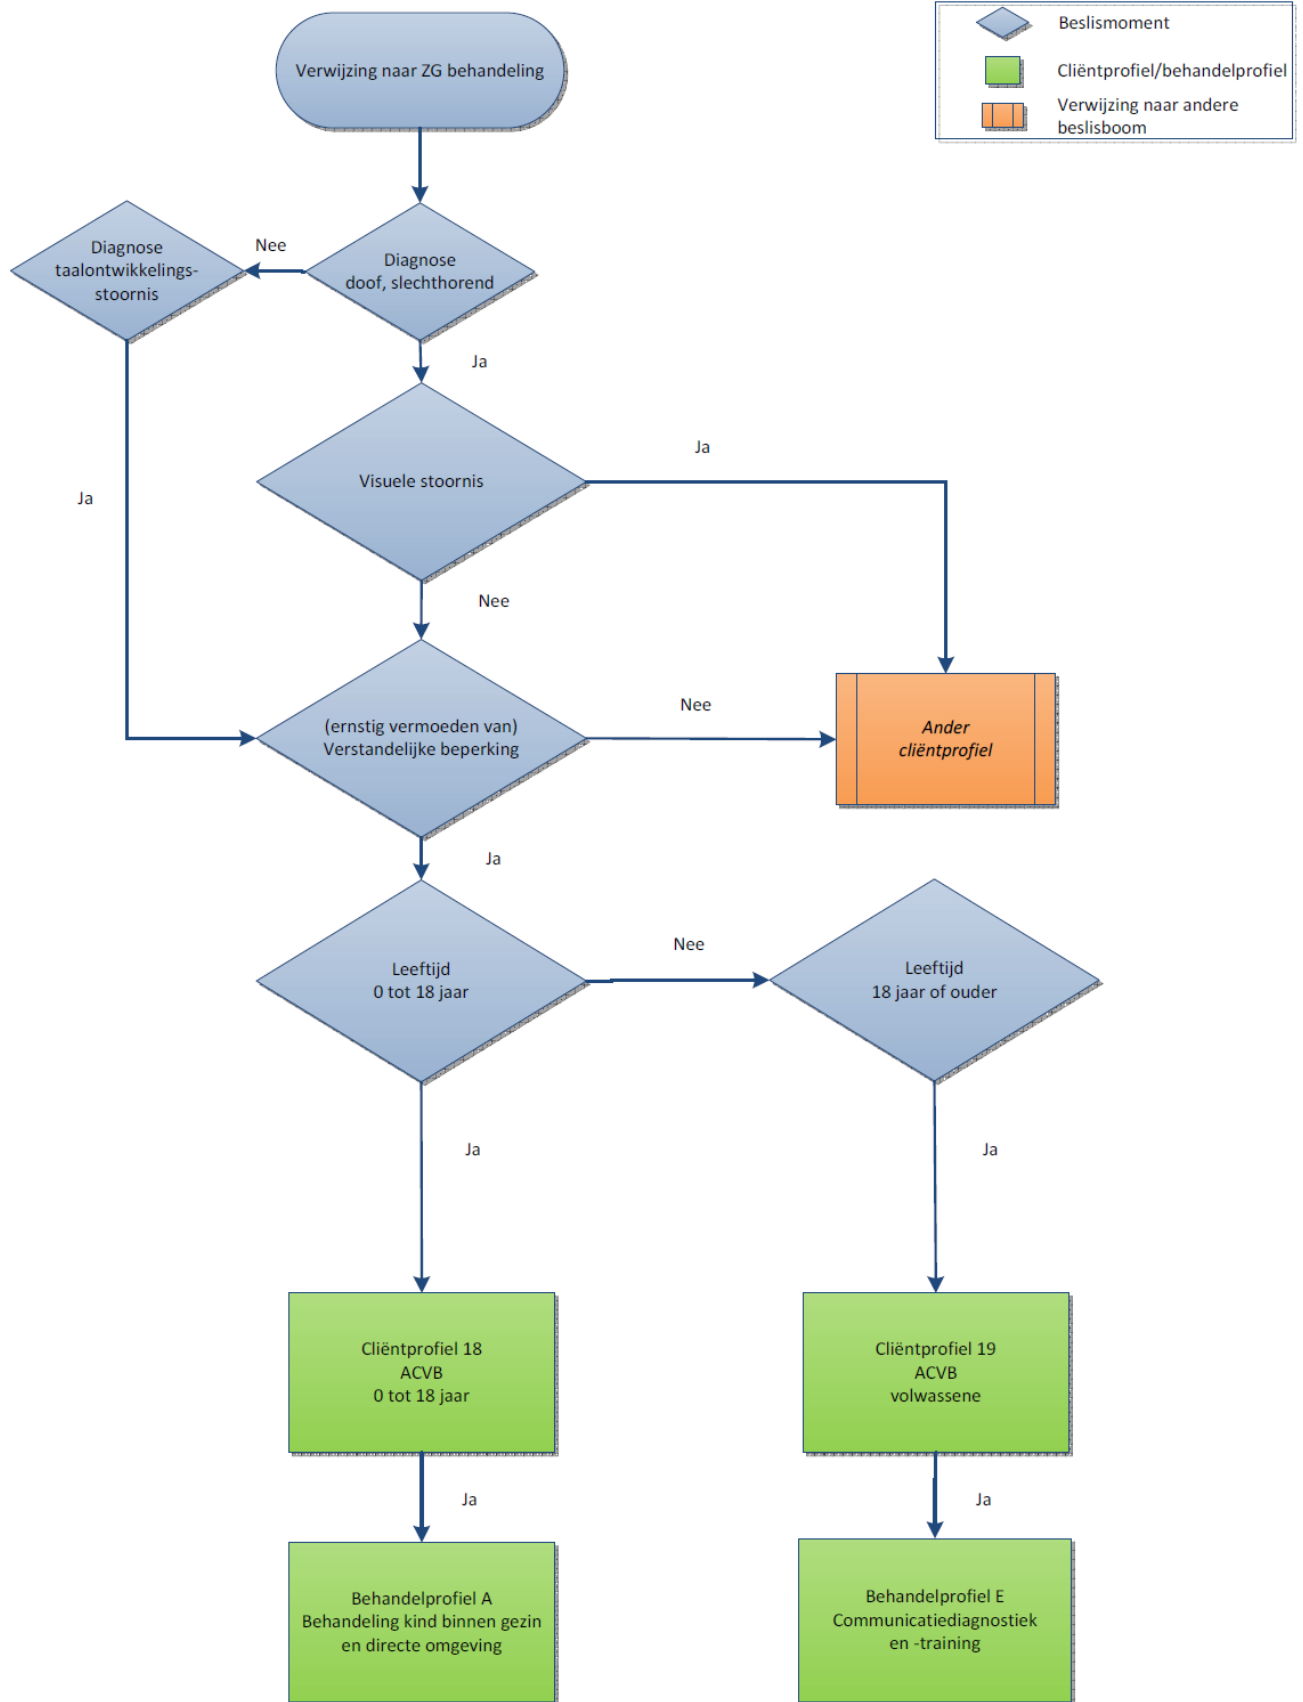 Beslismoment
Cliëntprofiel/behandelprofiel
Verwijzing naar andere
beslisboom
Verwijzing naar ZG behandeling
Diagnose
taalontwikkelings-
stoornis
Nee
Diagnose
doof, slechthorend
Ja
Visuele stoornis
Ja
Ja
Nee
(ernstig vermoeden van)
Verstandelijke beperking
Nee
Ander
cliëntprofiel
Ja
Leeftijd
0 tot 18 jaar
Nee
Leeftijd
18 jaar of ouder
Ja
Ja
Cliëntprofiel 18
ACVB
0 tot 18 jaar
Cliëntprofiel 19
ACVB
volwassene
Ja
Ja
Behandelprofiel A
Behandeling kind binnen gezin
en directe omgeving
Behandelprofiel E
Communicatiediagnostiek
en -training